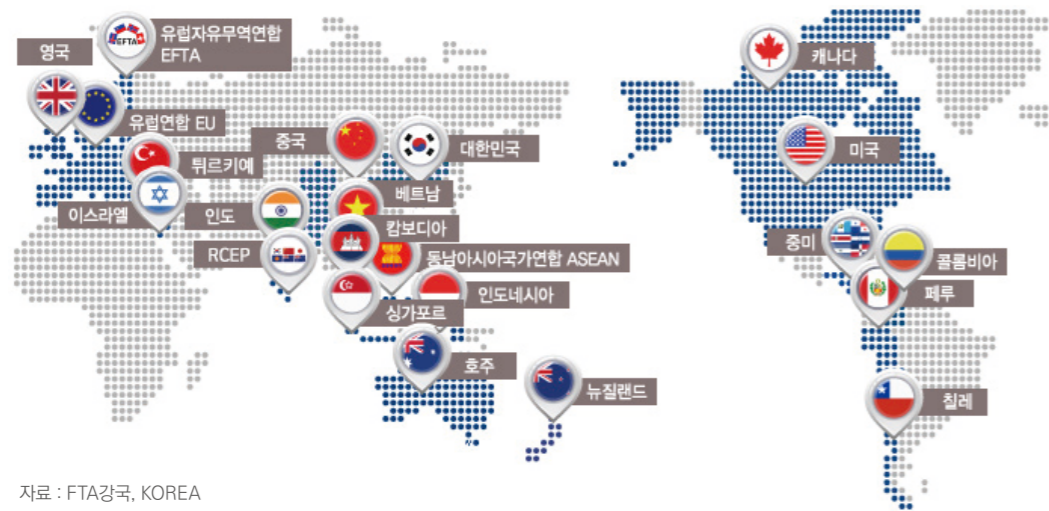 유럽자유무역연합
EFTA
EFTA
영국
캐나다
유럽연합 EU
중국
대한민국
미국
튀르키예
베트남
이스라엘
인도
캄보디아
중미
RCEP
동남아시아국가연합 ASEAN
콜롬비아
인도네시아
페루
싱가포르
호주
뉴질랜드
칠레
자료 : FTA강국, KOREA